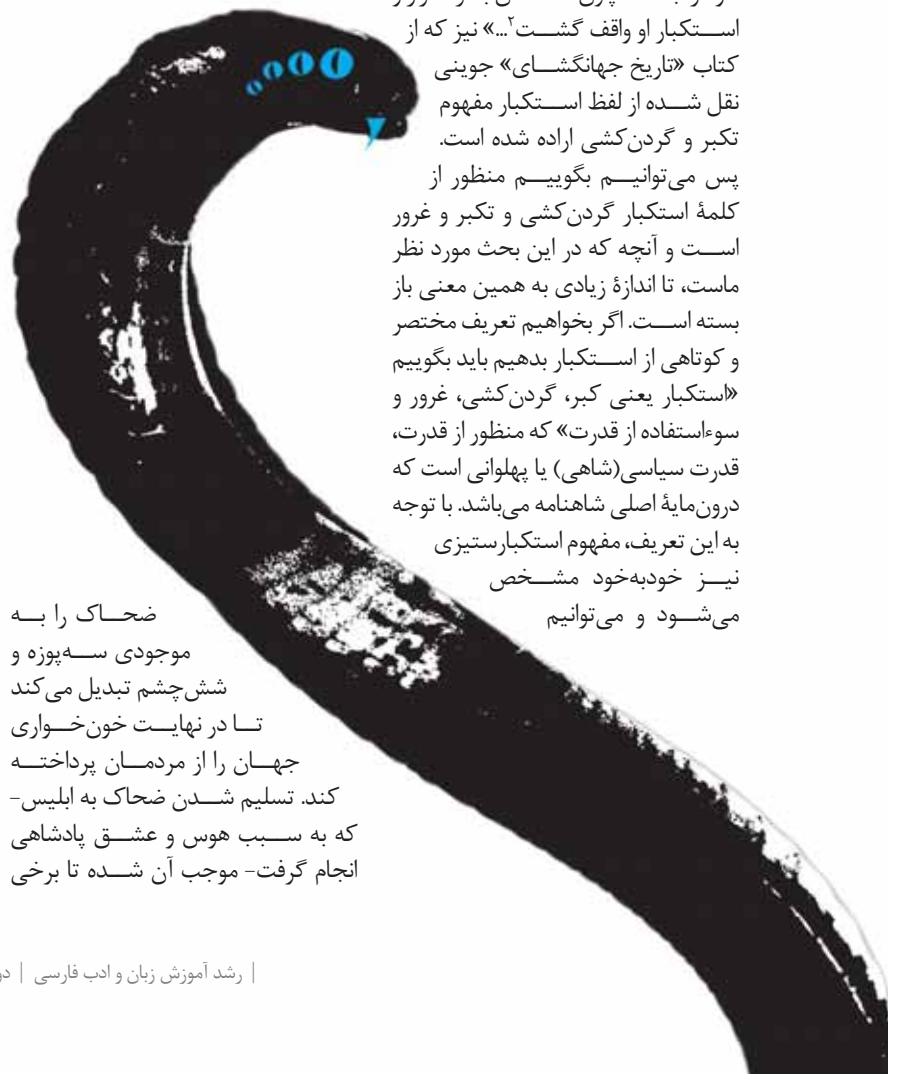 استکبار او واقف گشت۲...» نیز که از
کتاب «تاریخ جهانگشای» جوینی
نقل شده از لفظ استکبار مفهوم
تکبر و گردن‌کشی اراده شده است.
پس می‌توانیم بگوییم منظور از
کلمهٔ استکبار گردن‌کشی و تکبر و غرور
است و آنچه که در این بحث مورد نظر
ماست، تا اندازهٔ زیادی به همین معنی باز
بسته است. اگر بخواهیم تعریف مختصر
و کوتاهی از استکبار بدهیم باید بگوییم
«استکبار یعنی کبر، گردن‌کشی، غرور و
سوءاستفاده از قدرت» که منظور از قدرت،
قدرت سیاسی(شاهی) یا پهلوانی است که
درون‌مایهٔ اصلی شاهنامه می‌باشد. با توجه
به این تعریف، مفهوم استکبارستیزی
نیز خودبه‌خود مشخص
می‌شود و می‌توانیم
ضحاک را به
موجودی سه‌پوزه و
شش‌چشم تبدیل می‌کند
تا در نهایت خون‌خواری
جهان را از مردمان پرداخته
کند. تسلیم شدن ضحاک به ابلیس-
که به سبب هوس و عشق پادشاهی
انجام گرفت- موجب آن شده تا برخی
| رشد آموزش زبان و ادب فارسی |